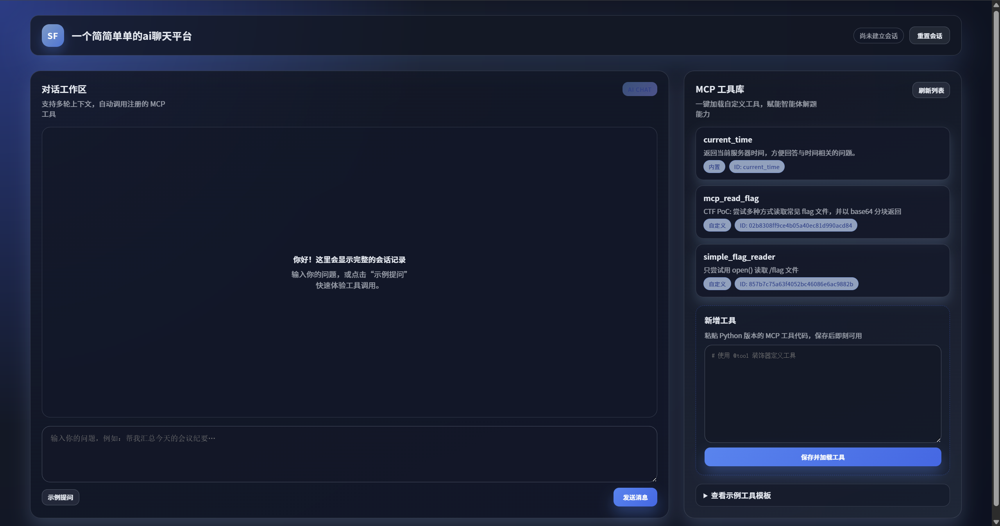 SF
一个简简单单的ai聊天平台
尚未建立会话
重置会话
对话工作区
支持多轮上下文，自动调用注册的 MCP
工具
AI CHAT
你好！这里会显示完整的会话记录
输入你的问题，或点击“示例提问”
快速体验工具调用。
输入你的问题，例如：帮我汇总今天的会议纪要…
示例提问
发送消息
MCP 工具库
刷新列表
一键加载自定义工具，赋能智能体解题
能力
current_time
返回当前服务器时间，方便回答与时间相关的问题。
内置
ID: current_time
mcp_read_flag
CTF PoC: 尝试多种方式读取常见 flag 文件，并以 base64 分块返回
自定义
ID: 02b8308ff9ce4b05a40ec81d990acd84
simple_flag_reader
只尝试用 open() 读取 /flag 文件
自定义
ID: 857b7c75a63f4052bc46086e6ac9882b
新增工具
粘贴 Python 版本的 MCP 工具代码，保存后即刻可用
# 使用 @tool 装饰器定义工具
保存并加载工具
▶ 查看示例工具模板